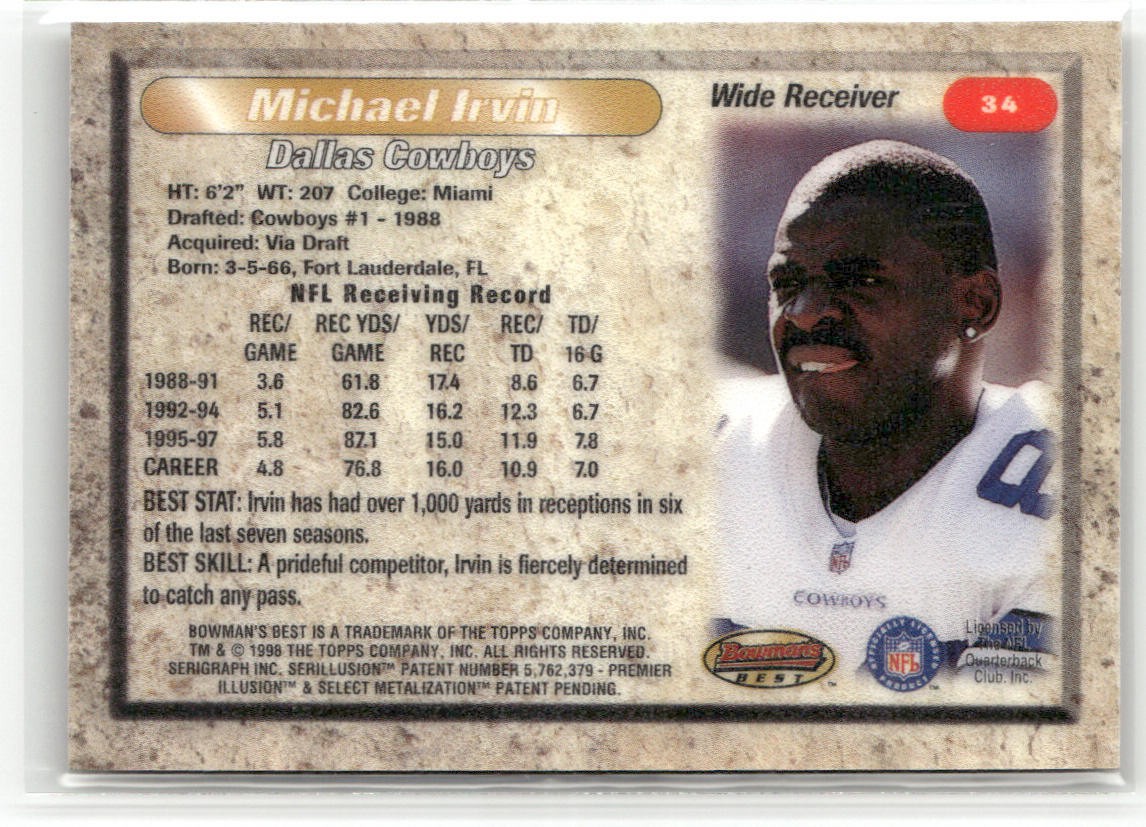 Michael Irvin
Wide Receiver
34
Dallas Cowboys
HT: 6'2" WT: 207 College: Miami
Drafted: Cowboys #1 - 1988
Acquired: Via Draft
Born: 3-5-66, Fort Lauderdale, FL
NFL Receiving Record
REC/ REC YDS/ YDS/ REC/ TD/
GAME GAME REC TD 16 G
1988-91 3.6 61.8 17.4 8.6 6.7
1992-94 5.1 82.6 16.2 12.3 6.7
1995-97 5.8 87.1 15.0 11.9 7.8
CAREER 4.8 76.8 16.0 10.9 7.0
BEST STAT: Irvin has had over 1,000 yards in receptions in six
of the last seven seasons.
BEST SKILL: A prideful competitor, Irvin is fiercely determined
to catch any pass.
BOWMAN'S BEST IS A TRADEMARK OF THE TOPPS COMPANY, INC.
TM & © 1998 THE TOPPS COMPANY, INC. ALL RIGHTS RESERVED.
SERIGRAPH INC. SERILLUSION™ PATENT NUMBER 5,762,379 - PREMIER
ILLUSION™ & SELECT METALIZATION™ PATENT PENDING.
NFL
COWBOYS
Bowman's
BEST
™
OFFICIALLY LICENSED
NFL
PRODUCT
™
Licensed by
The NFL
Quarterback
Club, Inc.